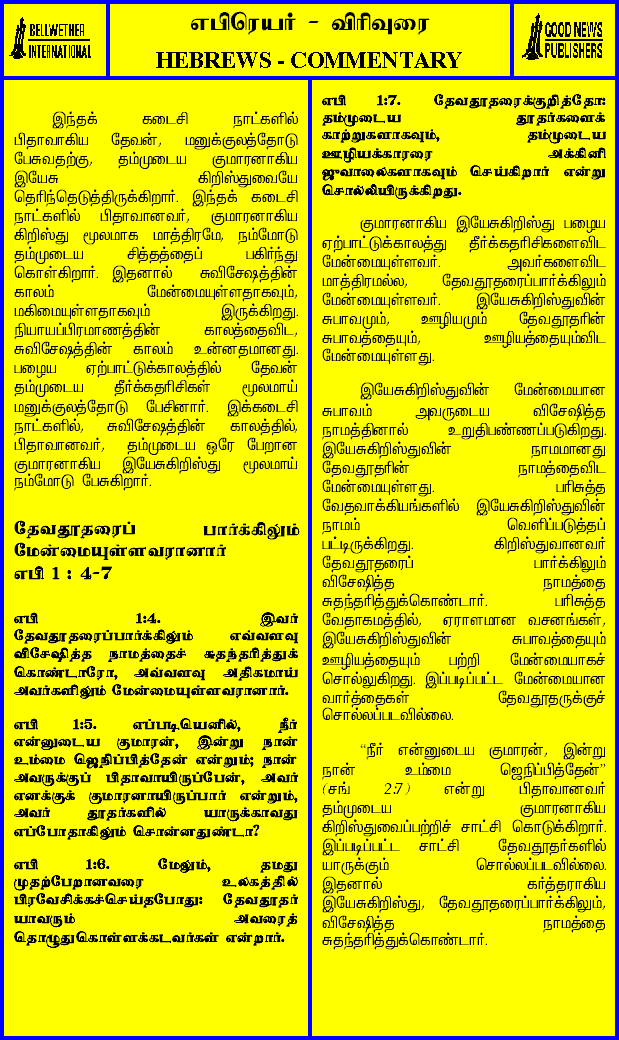 BELLWETHER
INTERNATIONAL
எபிரெயர் - விரிவுரை
HEBREWS - COMMENTARY
GOOD NEWS
PUBLISHERS
இந்தக் கடைசி நாட்களில்
பிதாவாகிய தேவன், மனுக்குலத்தோடு
பேசுவதற்கு, தம்முடைய குமாரனாகிய
இயேசு கிறிஸ்துவையே
தெரிந்தெடுத்திருக்கிறார். இந்தக் கடைசி
நாட்களில் பிதாவானவர், குமாரனாகிய
கிறிஸ்து மூலமாக மாத்திரமே, நம்மோடு
தம்முடைய சித்தத்தைப் பகிர்ந்து
கொள்கிறார். இதனால் சுவிசேஷத்தின்
காலம் மேன்மையுள்ளதாகவும்,
மகிமையுள்ளதாகவும் இருக்கிறது.
நியாயப்பிரமாணத்தின் காலத்தைவிட,
சுவிசேஷத்தின் காலம் உன்னதமானது.
பழைய ஏற்பாட்டுக்காலத்தில் தேவன்
தம்முடைய தீர்க்கதரிசிகள் மூலமாய்
மனுக்குலத்தோடு பேசினார். இக்கடைசி
நாட்களில், சுவிசேஷத்தின் காலத்தில்,
பிதாவானவர், தம்முடைய ஒரே பேறான
குமாரனாகிய இயேசுகிறிஸ்து மூலமாய்
நம்மோடு பேசுகிறார்.
தேவதூதரைப் பார்க்கிலும்
மேன்மையுள்ளவரானார்
எபி 1 : 4-7
எபி 1:4. இவர்
தேவதூதரைப்பார்க்கிலும் எவ்வளவு
விசேஷித்த நாமத்தைச் சுதந்தரித்துக்
கொண்டாரோ, அவ்வளவு அதிகமாய்
அவர்களிலும் மேன்மையுள்ளவரானார்.
எபி 1:5. எப்படியெனில், நீர்
என்னுடைய குமாரன், இன்று நான்
உம்மை ஜெநிப்பித்தேன் என்றும்; நான்
அவருக்குப் பிதாவாயிருப்பேன், அவர்
எனக்குக் குமாரனாயிருப்பார் என்றும்,
அவர் தூதர்களில் யாருக்காவது
எப்போதாகிலும் சொன்னதுண்டா?
எபி 1:6. மேலும், தமது
முதற்பேறானவரை உலகத்தில்
பிரவேசிக்கச்செய்தபோது: தேவதூதர்
யாவரும் அவரைத்
தொழுதுகொள்ளக்கடவர்கள் என்றார்.
எபி 1:7. தேவதூதரைக்குறித்தோ:
தம்முடைய தூதர்களைக்
காற்றுகளாகவும், தம்முடைய
ஊழியக்காரரை அக்கினி
ஜுவாலைகளாகவும் செய்கிறார் என்று
சொல்லியிருக்கிறது.
குமாரனாகிய இயேசுகிறிஸ்து பழைய
ஏற்பாட்டுக்காலத்து தீர்க்கதரிசிகளைவிட
மேன்மையுள்ளவர். அவர்களைவிட
மாத்திரமல்ல, தேவதூதரைப்பார்க்கிலும்
மேன்மையுள்ளவர். இயேசுகிறிஸ்துவின்
சுபாவமும், ஊழியமும் தேவதூதரின்
சுபாவத்தையும், ஊழியத்தையும்விட
மேன்மையுள்ளது.
இயேசுகிறிஸ்துவின் மேன்மையான
சுபாவம் அவருடைய விசேஷித்த
நாமத்தினால் உறுதிபண்ணப்படுகிறது.
இயேசுகிறிஸ்துவின் நாமமானது
தேவதூதரின் நாமத்தைவிட
மேன்மையுள்ளது. பரிசுத்த
வேதவாக்கியங்களில் இயேசுகிறிஸ்துவின்
நாமம் வெளிப்படுத்தப்
பட்டிருக்கிறது. கிறிஸ்துவானவர்
தேவதூதரைப் பார்க்கிலும்
விசேஷித்த நாமத்தை
சுதந்தரித்துக்கொண்டார். பரிசுத்த
வேதாகமத்தில், ஏராளமான வசனங்கள்,
இயேசுகிறிஸ்துவின் சுபாவத்தையும்
ஊழியத்தையும் பற்றி மேன்மையாகச்
சொல்லுகிறது. இப்படிப்பட்ட மேன்மையான
வார்த்தைகள் தேவதூதருக்குச்
சொல்லப்படவில்லை.
“நீர் என்னுடைய குமாரன், இன்று
நான் உம்மை ஜெநிப்பித்தேன்”
(சங் 2:7) என்று பிதாவானவர்
தம்முடைய குமாரனாகிய
கிறிஸ்துவைப்பற்றிச் சாட்சி கொடுக்கிறார்.
இப்படிப்பட்ட சாட்சி தேவதூதர்களில்
யாருக்கும் சொல்லப்படவில்லை.
இதனால் கர்த்தராகிய
இயேசுகிறிஸ்து, தேவதூதரைப்பார்க்கிலும்,
விசேஷித்த நாமத்தை
சுதந்தரித்துக்கொண்டார்.